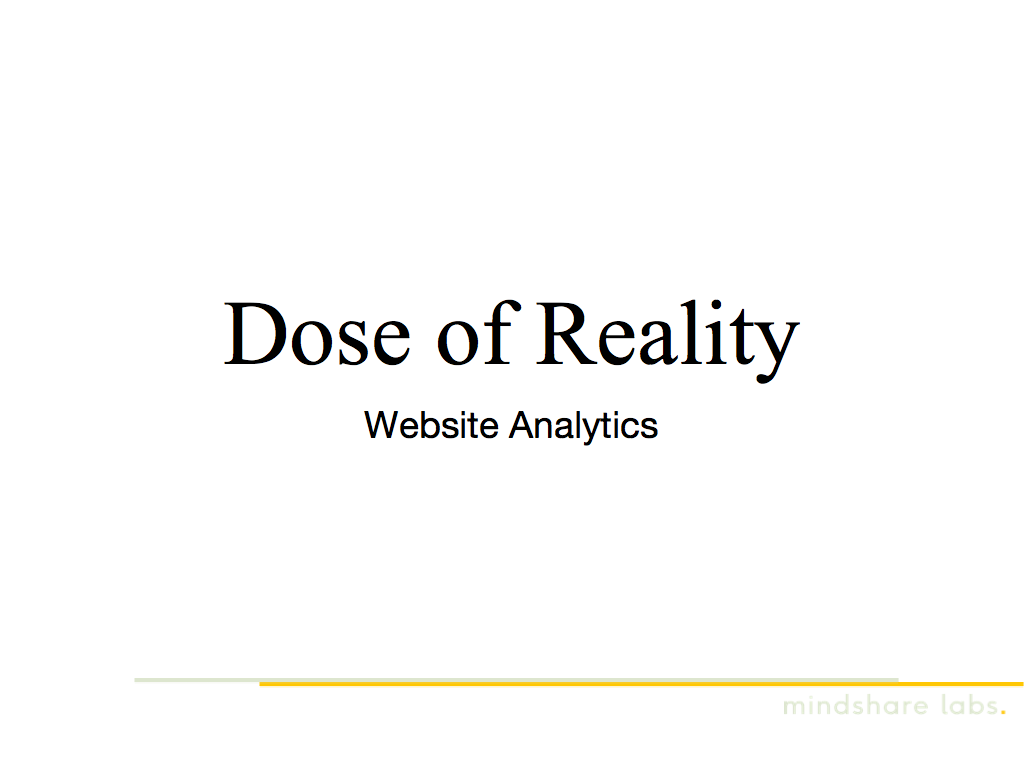 Dose of Reality
Website Analytics
mindshare labs.